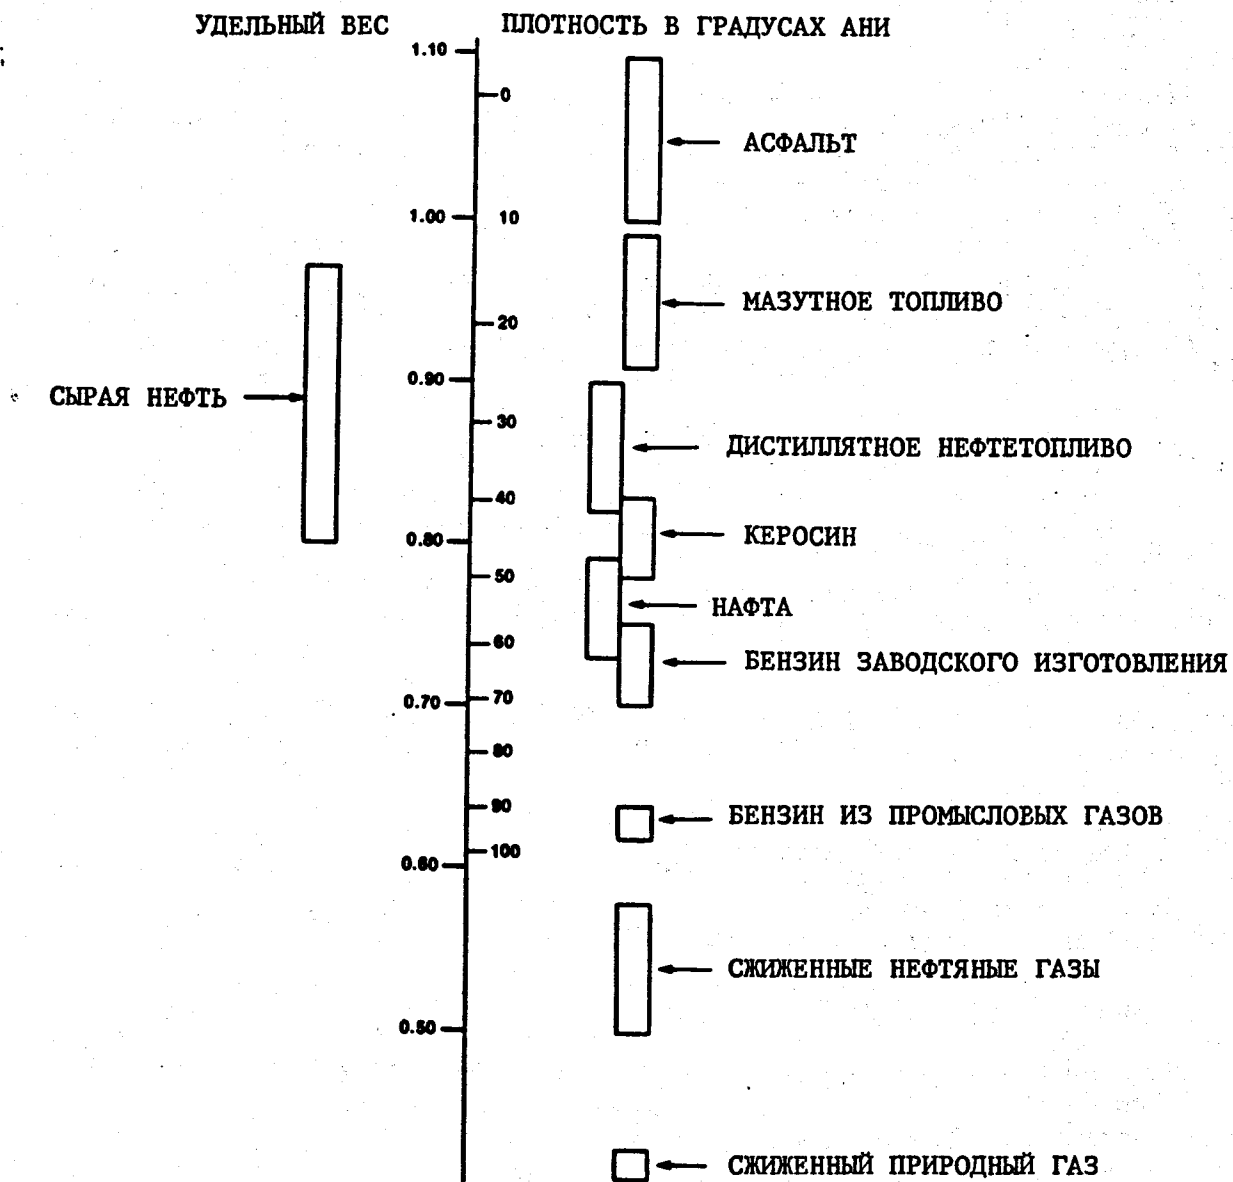 УДЕЛЬНЫЙ ВЕС ПЛОТНОСТЬ В ГРАДУСАХ АНИ
1.10
0
АСФАЛЬТ
1.00 10
МАЗУТНОЕ ТОПЛИВО
20
0.90
СЫРАЯ НЕФТЬ
30
ДИСТИЛЛЯТНОЕ НЕФТЕТОПЛИВО
40
0.80 КЕРОСИН
50
НАФТА
60
БЕНЗИН ЗАВОДСКОГО ИЗГОТОВЛЕНИЯ
0.70 70
80
90 БЕНЗИН ИЗ ПРОМЫСЛОВЫХ ГАЗОВ
0.60 100
СЖИЖЕННЫЕ НЕФТЯНЫЕ ГАЗЫ
0.50
СЖИЖЕННЫЙ ПРИРОДНЫЙ ГАЗ